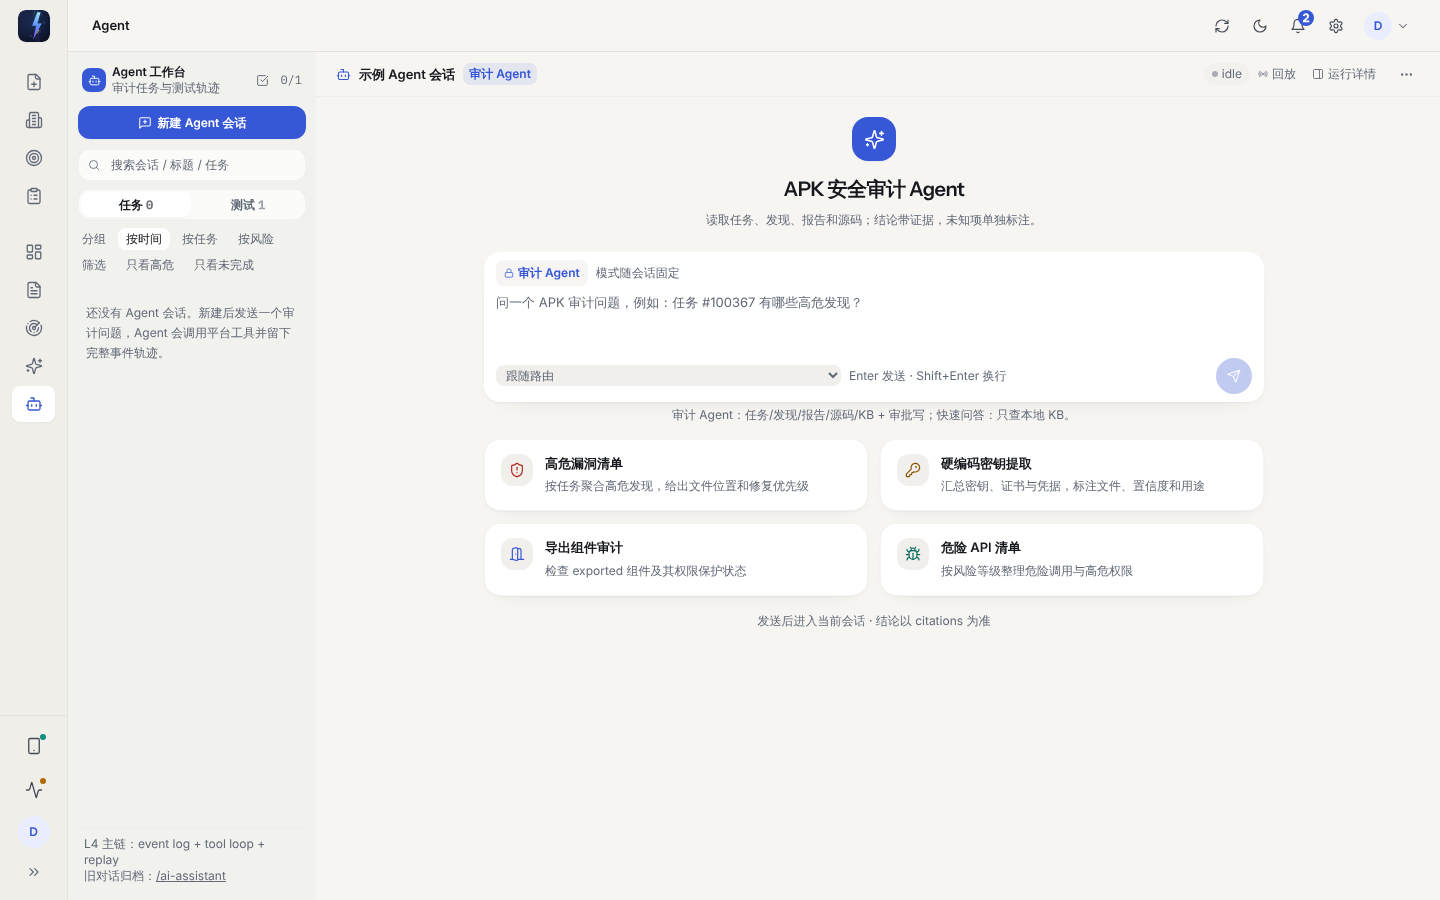 Agent
2
D
Agent 工作台
审计任务与测试轨迹
0/1
新建 Agent 会话
搜索会话 / 标题 / 任务
任务 0
测试 1
分组
按时间
按任务
按风险
筛选
只看高危
只看未完成
还没有 Agent 会话。新建后发送一个审
计问题，Agent 会调用平台工具并留下
完整事件轨迹。
L4 主链：event log + tool loop +
replay
旧对话归档：/ai-assistant
D
示例 Agent 会话
审计 Agent
idle
回放
运行详情
APK 安全审计 Agent
读取任务、发现、报告和源码；结论带证据，未知项单独标注。
审计 Agent
模式随会话固定
问一个 APK 审计问题，例如：任务 #100367 有哪些高危发现？
跟随路由
Enter 发送 · Shift+Enter 换行
审计 Agent：任务/发现/报告/源码/KB + 审批写；快速问答：只查本地 KB。
高危漏洞清单
按任务聚合高危发现，给出文件位置和修复优先级
硬编码密钥提取
汇总密钥、证书与凭据，标注文件、置信度和用途
导出组件审计
检查 exported 组件及其权限保护状态
危险 API 清单
按风险等级整理危险调用与高危权限
发送后进入当前会话 · 结论以 citations 为准